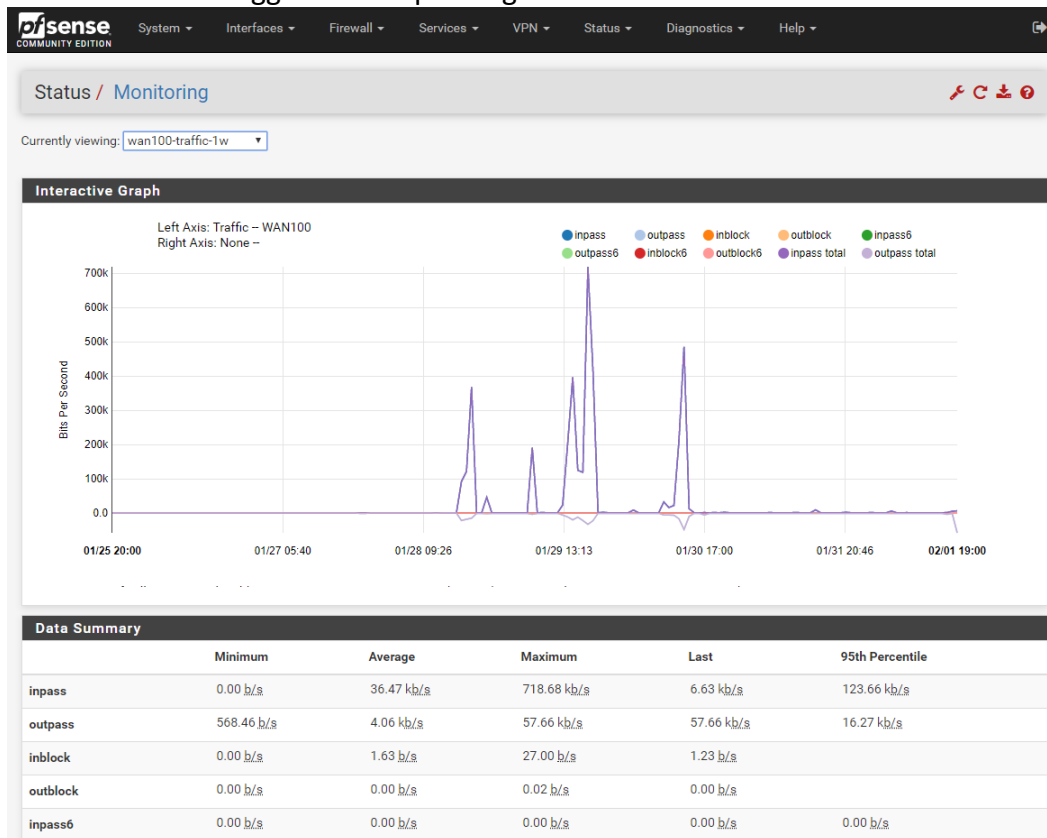 pfsense
COMMUNITY EDITION
System Interfaces Firewall Services VPN Status Diagnostics Help
Status / Monitoring
Currently viewing: wan100-traffic-1w
Interactive Graph
Left Axis: Traffic -- WAN100
Right Axis: None --
inpass outpass inblock outblock inpass6
outpass6 inblock6 outblock6 inpass total outpass total
Bits Per Second
700k
600k
500k
400k
300k
200k
100k
0.0
01/25 20:00 01/27 05:40 01/28 09:26 01/29 13:13 01/30 17:00 01/31 20:46 02/01 19:00
Data Summary
Minimum Average Maximum Last 95th Percentile
inpass 0.00 b/s 36.47 kb/s 718.68 kb/s 6.63 kb/s 123.66 kb/s
outpass 568.46 b/s 4.06 kb/s 57.66 kb/s 57.66 kb/s 16.27 kb/s
inblock 0.00 b/s 1.63 b/s 27.00 b/s 1.23 b/s
outblock 0.00 b/s 0.00 b/s 0.02 b/s 0.00 b/s
inpass6 0.00 b/s 0.00 b/s 0.00 b/s 0.00 b/s 0.00 b/s